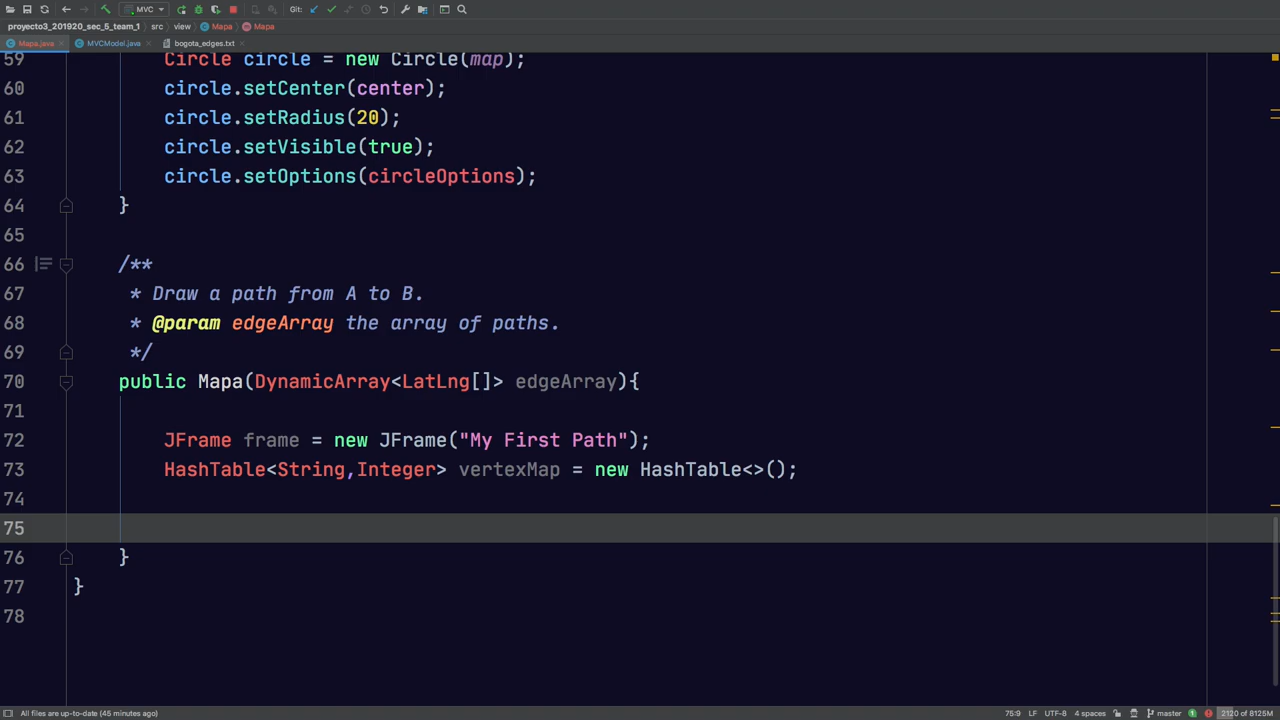 MVC
Git:
proyecto3_201920_sec_5_team_1 src view Mapa Mapa
Mapa.java MVCModel.java bogota_edges.txt
59 Circle circle = new Circle(map);
60 circle.setCenter(center);
61 circle.setRadius(20);
62 circle.setVisible(true);
63 circle.setOptions(circleOptions);
64 }
65
66 /**
67 * Draw a path from A to B.
68 * @param edgeArray the array of paths.
69 */
70 public Mapa(DynamicArray<LatLng[]> edgeArray){
71
72 JFrame frame = new JFrame("My First Path");
73 HashTable<String,Integer> vertexMap = new HashTable<>();
74
75
76 }
77 }
78
All files are up-to-date (45 minutes ago) 75:9 LF UTF-8 4 spaces master 1 2120 of 8125M